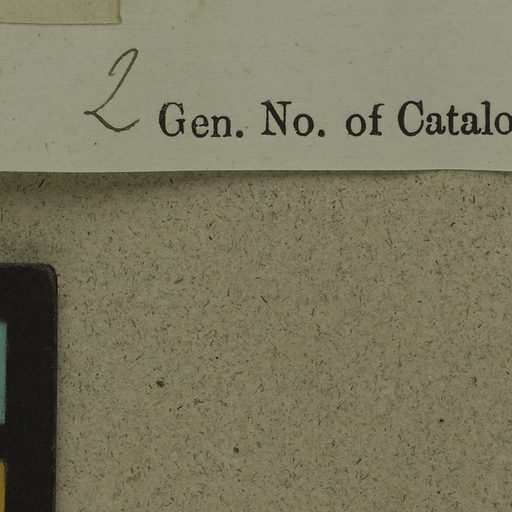 2 Gen. No. of Catalo